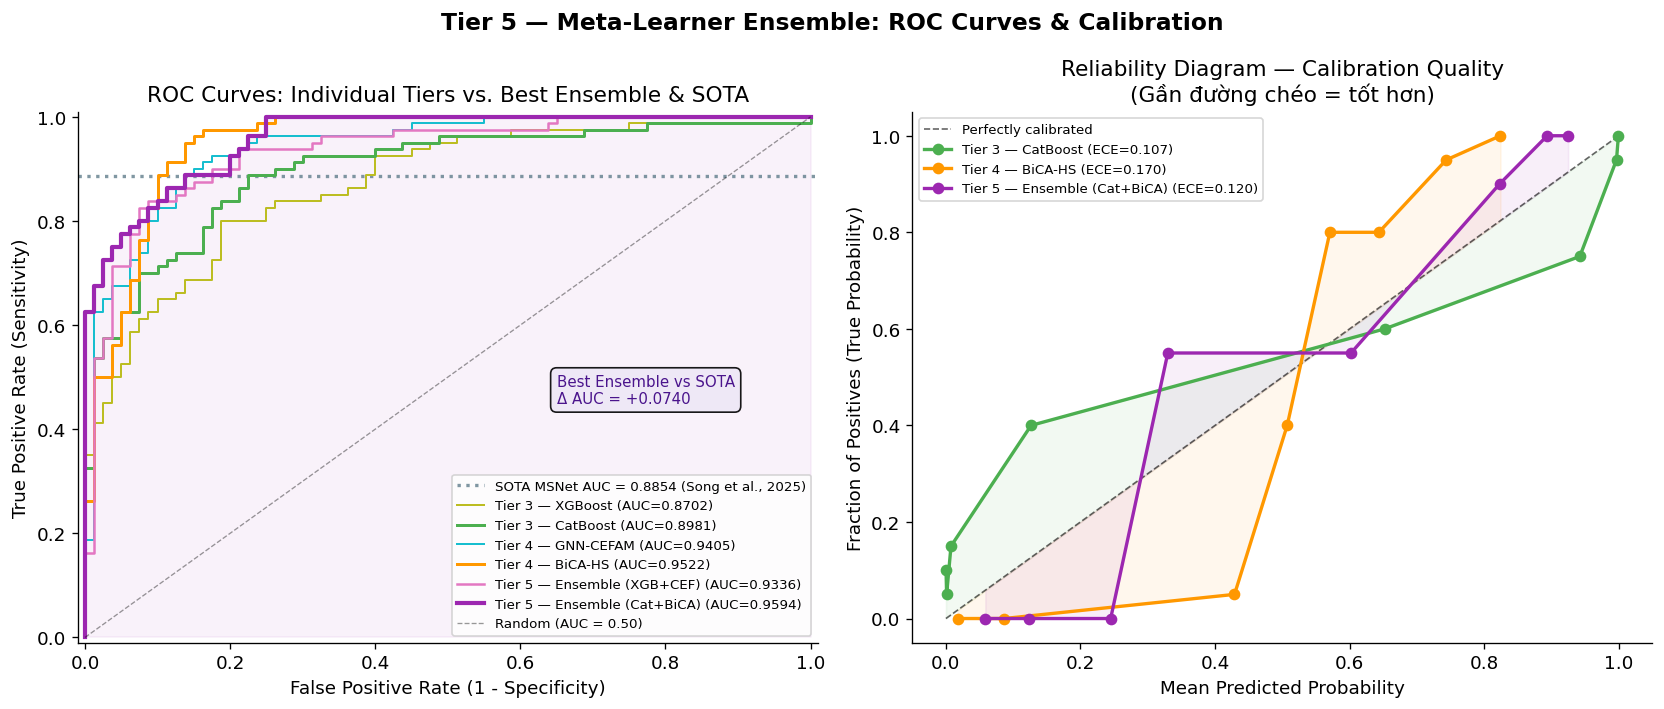 Tier 5 — Meta-Learner Ensemble: ROC Curves & Calibration
ROC Curves: Individual Tiers vs. Best Ensemble & SOTA
True Positive Rate (Sensitivity)
1.0
0.8
0.6
0.4
0.2
0.0
Best Ensemble vs SOTA
Δ AUC = +0.0740
SOTA MSNet AUC = 0.8854 (Song et al., 2025)
Tier 3 — XGBoost (AUC=0.8702)
Tier 3 — CatBoost (AUC=0.8981)
Tier 4 — GNN-CEFAM (AUC=0.9405)
Tier 4 — BiCA-HS (AUC=0.9522)
Tier 5 — Ensemble (XGB+CEF) (AUC=0.9336)
Tier 5 — Ensemble (Cat+BiCA) (AUC=0.9594)
Random (AUC = 0.50)
0.0 0.2 0.4 0.6 0.8 1.0
False Positive Rate (1 - Specificity)
Reliability Diagram — Calibration Quality
(Gần đường chéo = tốt hơn)
Fraction of Positives (True Probability)
1.0
0.8
0.6
0.4
0.2
0.0
Perfectly calibrated
Tier 3 — CatBoost (ECE=0.107)
Tier 4 — BiCA-HS (ECE=0.170)
Tier 5 — Ensemble (Cat+BiCA) (ECE=0.120)
0.0 0.2 0.4 0.6 0.8 1.0
Mean Predicted Probability